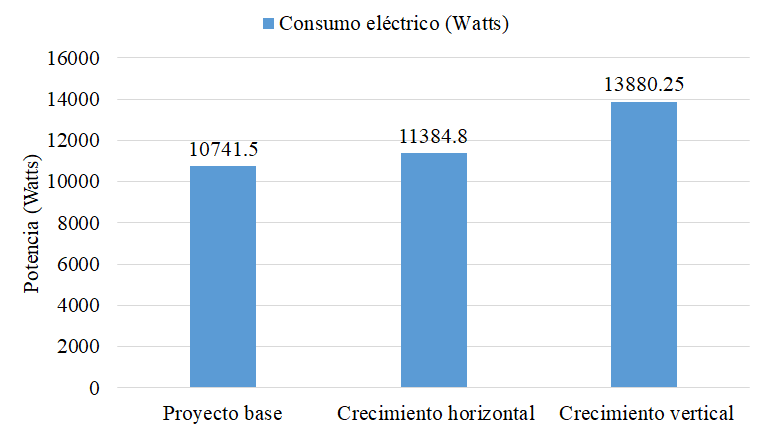 Consumo eléctrico (Watts)
16000
14000
12000
10000
8000
6000
4000
2000
0
Potencia (Watts)
10741.5
11384.8
13880.25
Proyecto base
Crecimiento horizontal
Crecimiento vertical